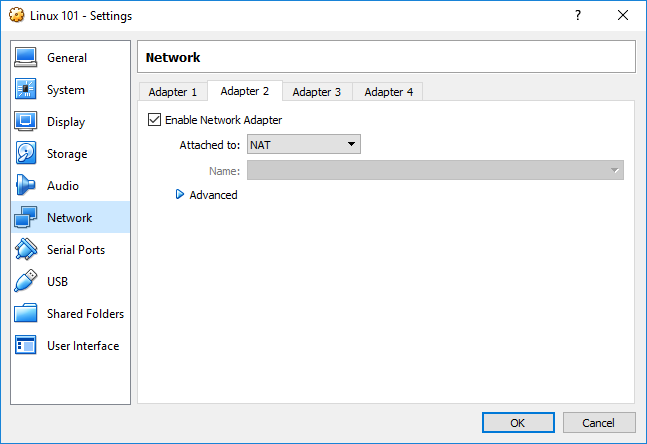 Linux 101 - Settings
?
General
System
Display
Storage
Audio
Network
Serial Ports
USB
Shared Folders
User Interface
Network
Adapter 1 Adapter 2 Adapter 3 Adapter 4
Enable Network Adapter
Attached to: NAT
Name:
Advanced
OK Cancel